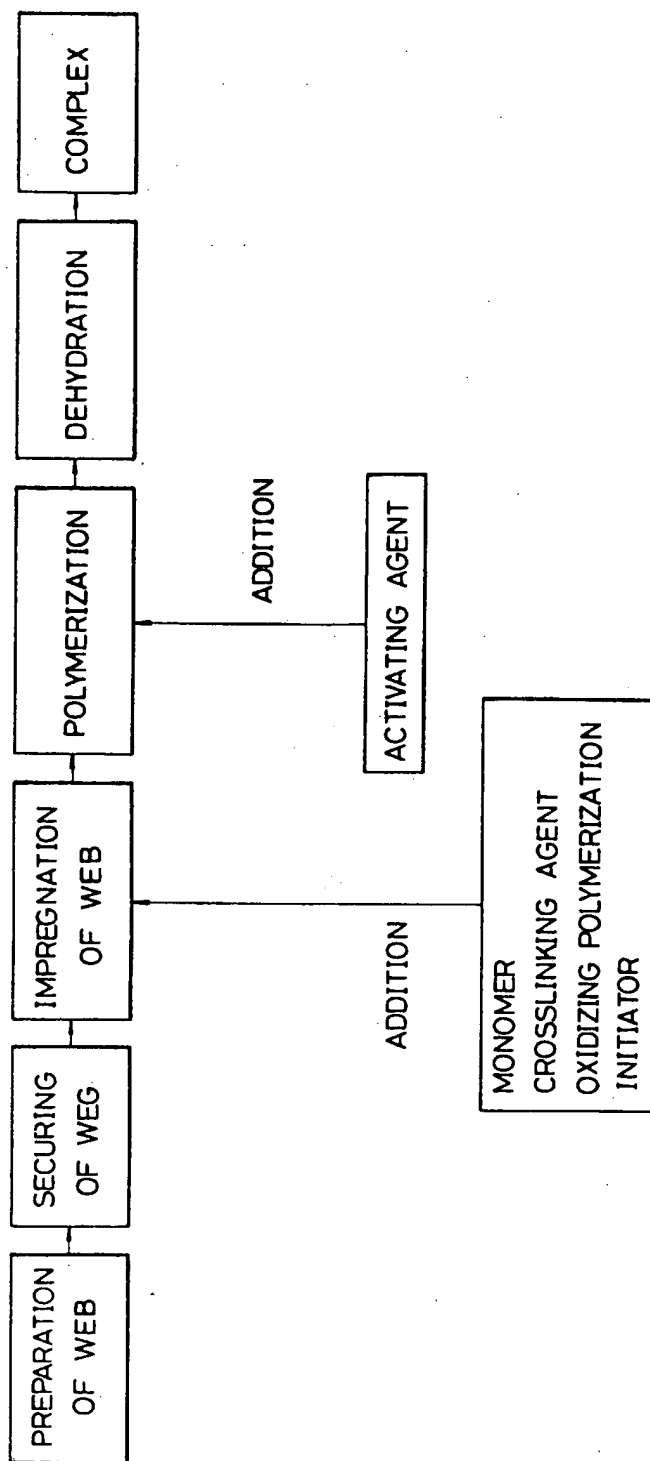 PREPARATION
OF WEB
SECURING
OF WEG
IMPREGNATION
OF WEB
POLYMERIZATION
DEHYDRATION
COMPLEX
ADDITION
ADDITION
ACTIVATING AGENT
MONOMER
CROSSLINKING AGENT
OXIDIZING POLYMERIZATION
INITIATOR